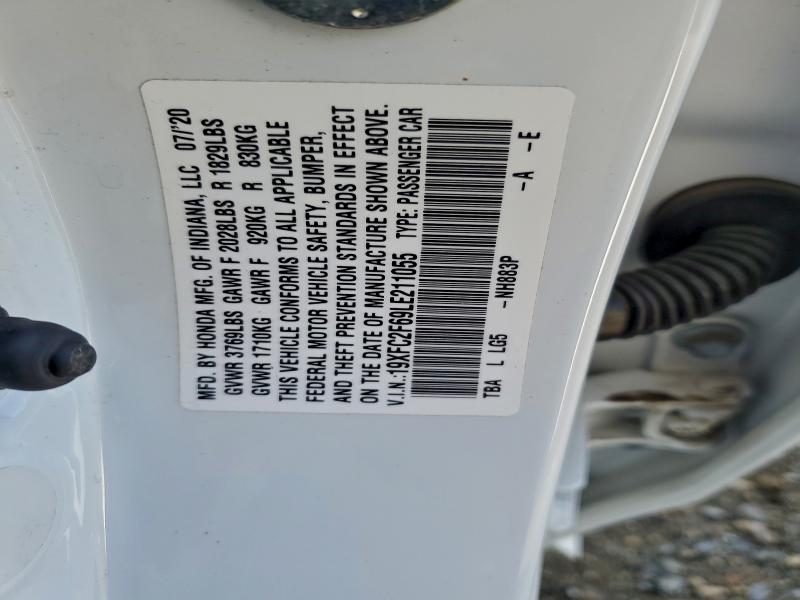 MFD. BY HONDA MFG. OF INDIANA, LLC 07/'20
GVWR 3769LBS GAWR F 2028LBS R 1829LBS
GVWR 1710KG GAWR F 920KG R 830KG
THIS VEHICLE CONFORMS TO ALL APPLICABLE
FEDERAL MOTOR VEHICLE SAFETY, BUMPER,
AND THEFT PREVENTION STANDARDS IN EFFECT
ON THE DATE OF MANUFACTURE SHOWN ABOVE.
V.I.N.:19XFC2F69LE211055 TYPE: PASSENGER CAR
TBA L LG5 -NH883P -A -E